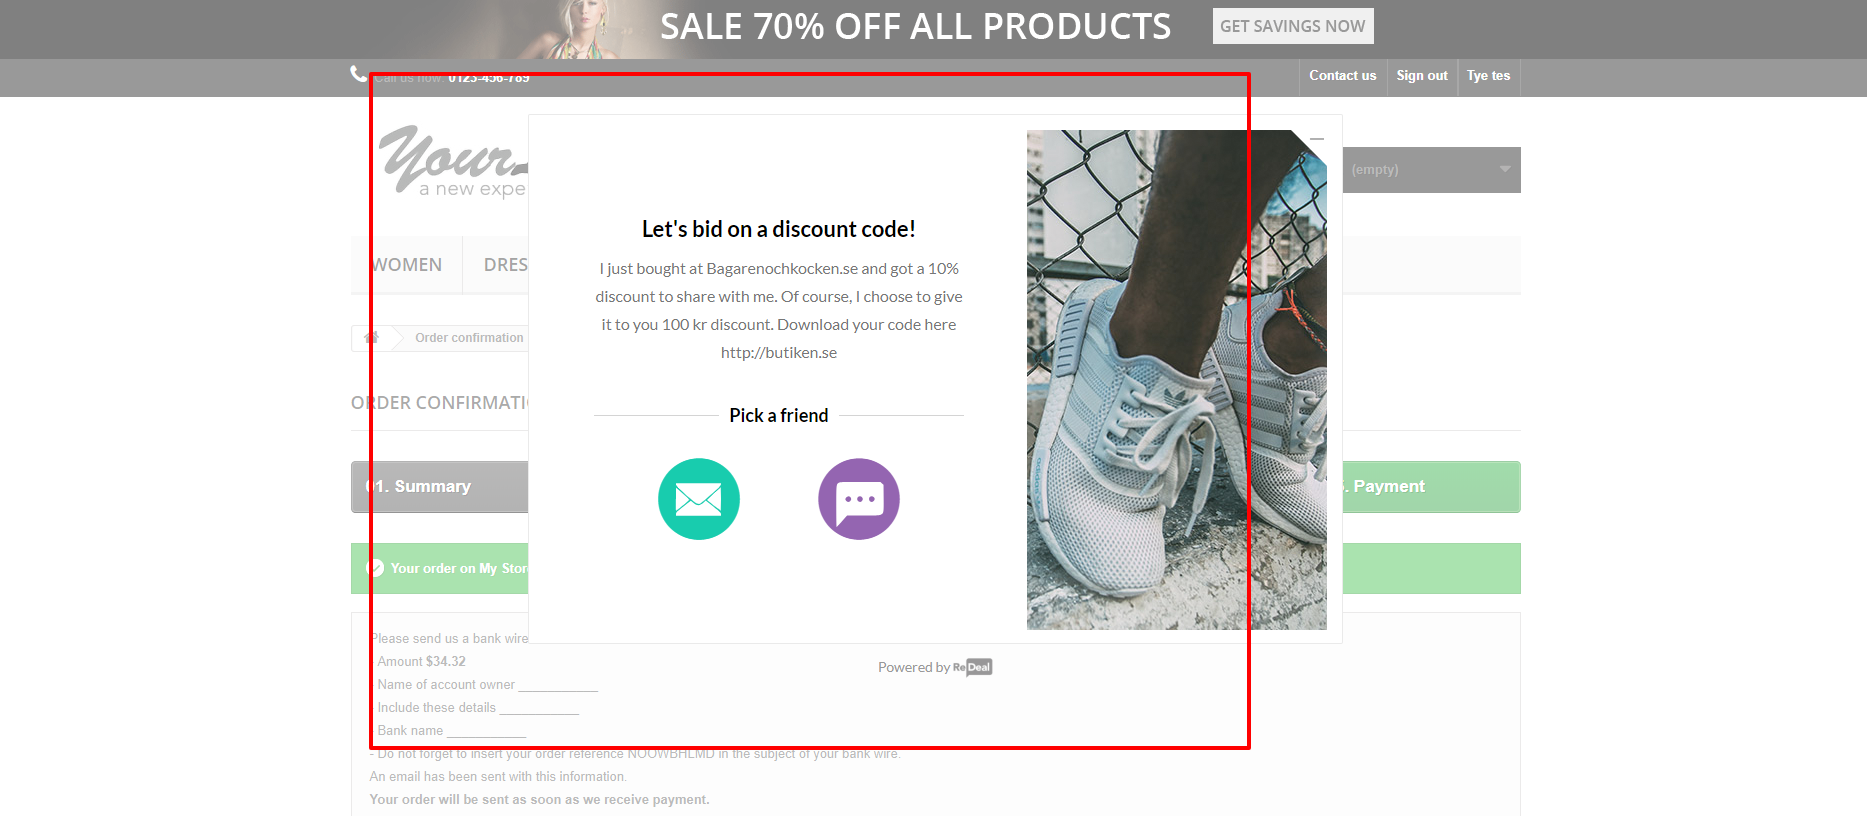 SALE 70% OFF ALL PRODUCTS
GET SAVINGS NOW
Call us now: 0123-456-789
Contact us
Sign out
Tye tes
Your
a new expe
(empty)
WOMEN
DRES
Order confirmation
ORDER CONFIRMATI
Let's bid on a discount code!
I just bought at Bagarenochkocken.se and got a 10%
discount to share with me. Of course, I choose to give
it to you 100 kr discount. Download your code here
http://butiken.se
Pick a friend
01. Summary
. Payment
Your order on My Stor
Please send us a bank wire
- Amount $34.32
- Name of account owner ___________
- Include these details ___________
- Bank name ___________
- Do not forget to insert your order reference NOOWBHLMD in the subject of your bank wire.
An email has been sent with this information.
Your order will be sent as soon as we receive payment.
Powered by ReDeal